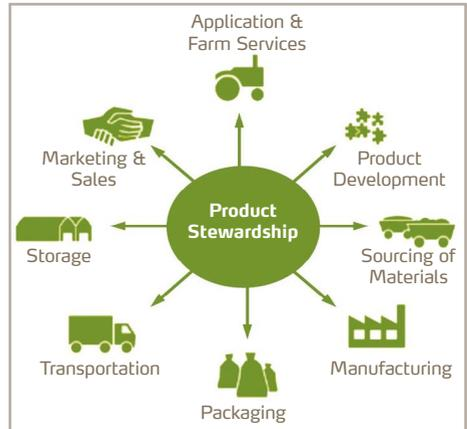 Application &
Farm Services
Product
Development
Sourcing of
Materials
Manufacturing
Packaging
Transportation
Storage
Marketing &
Sales
Product
Stewardship